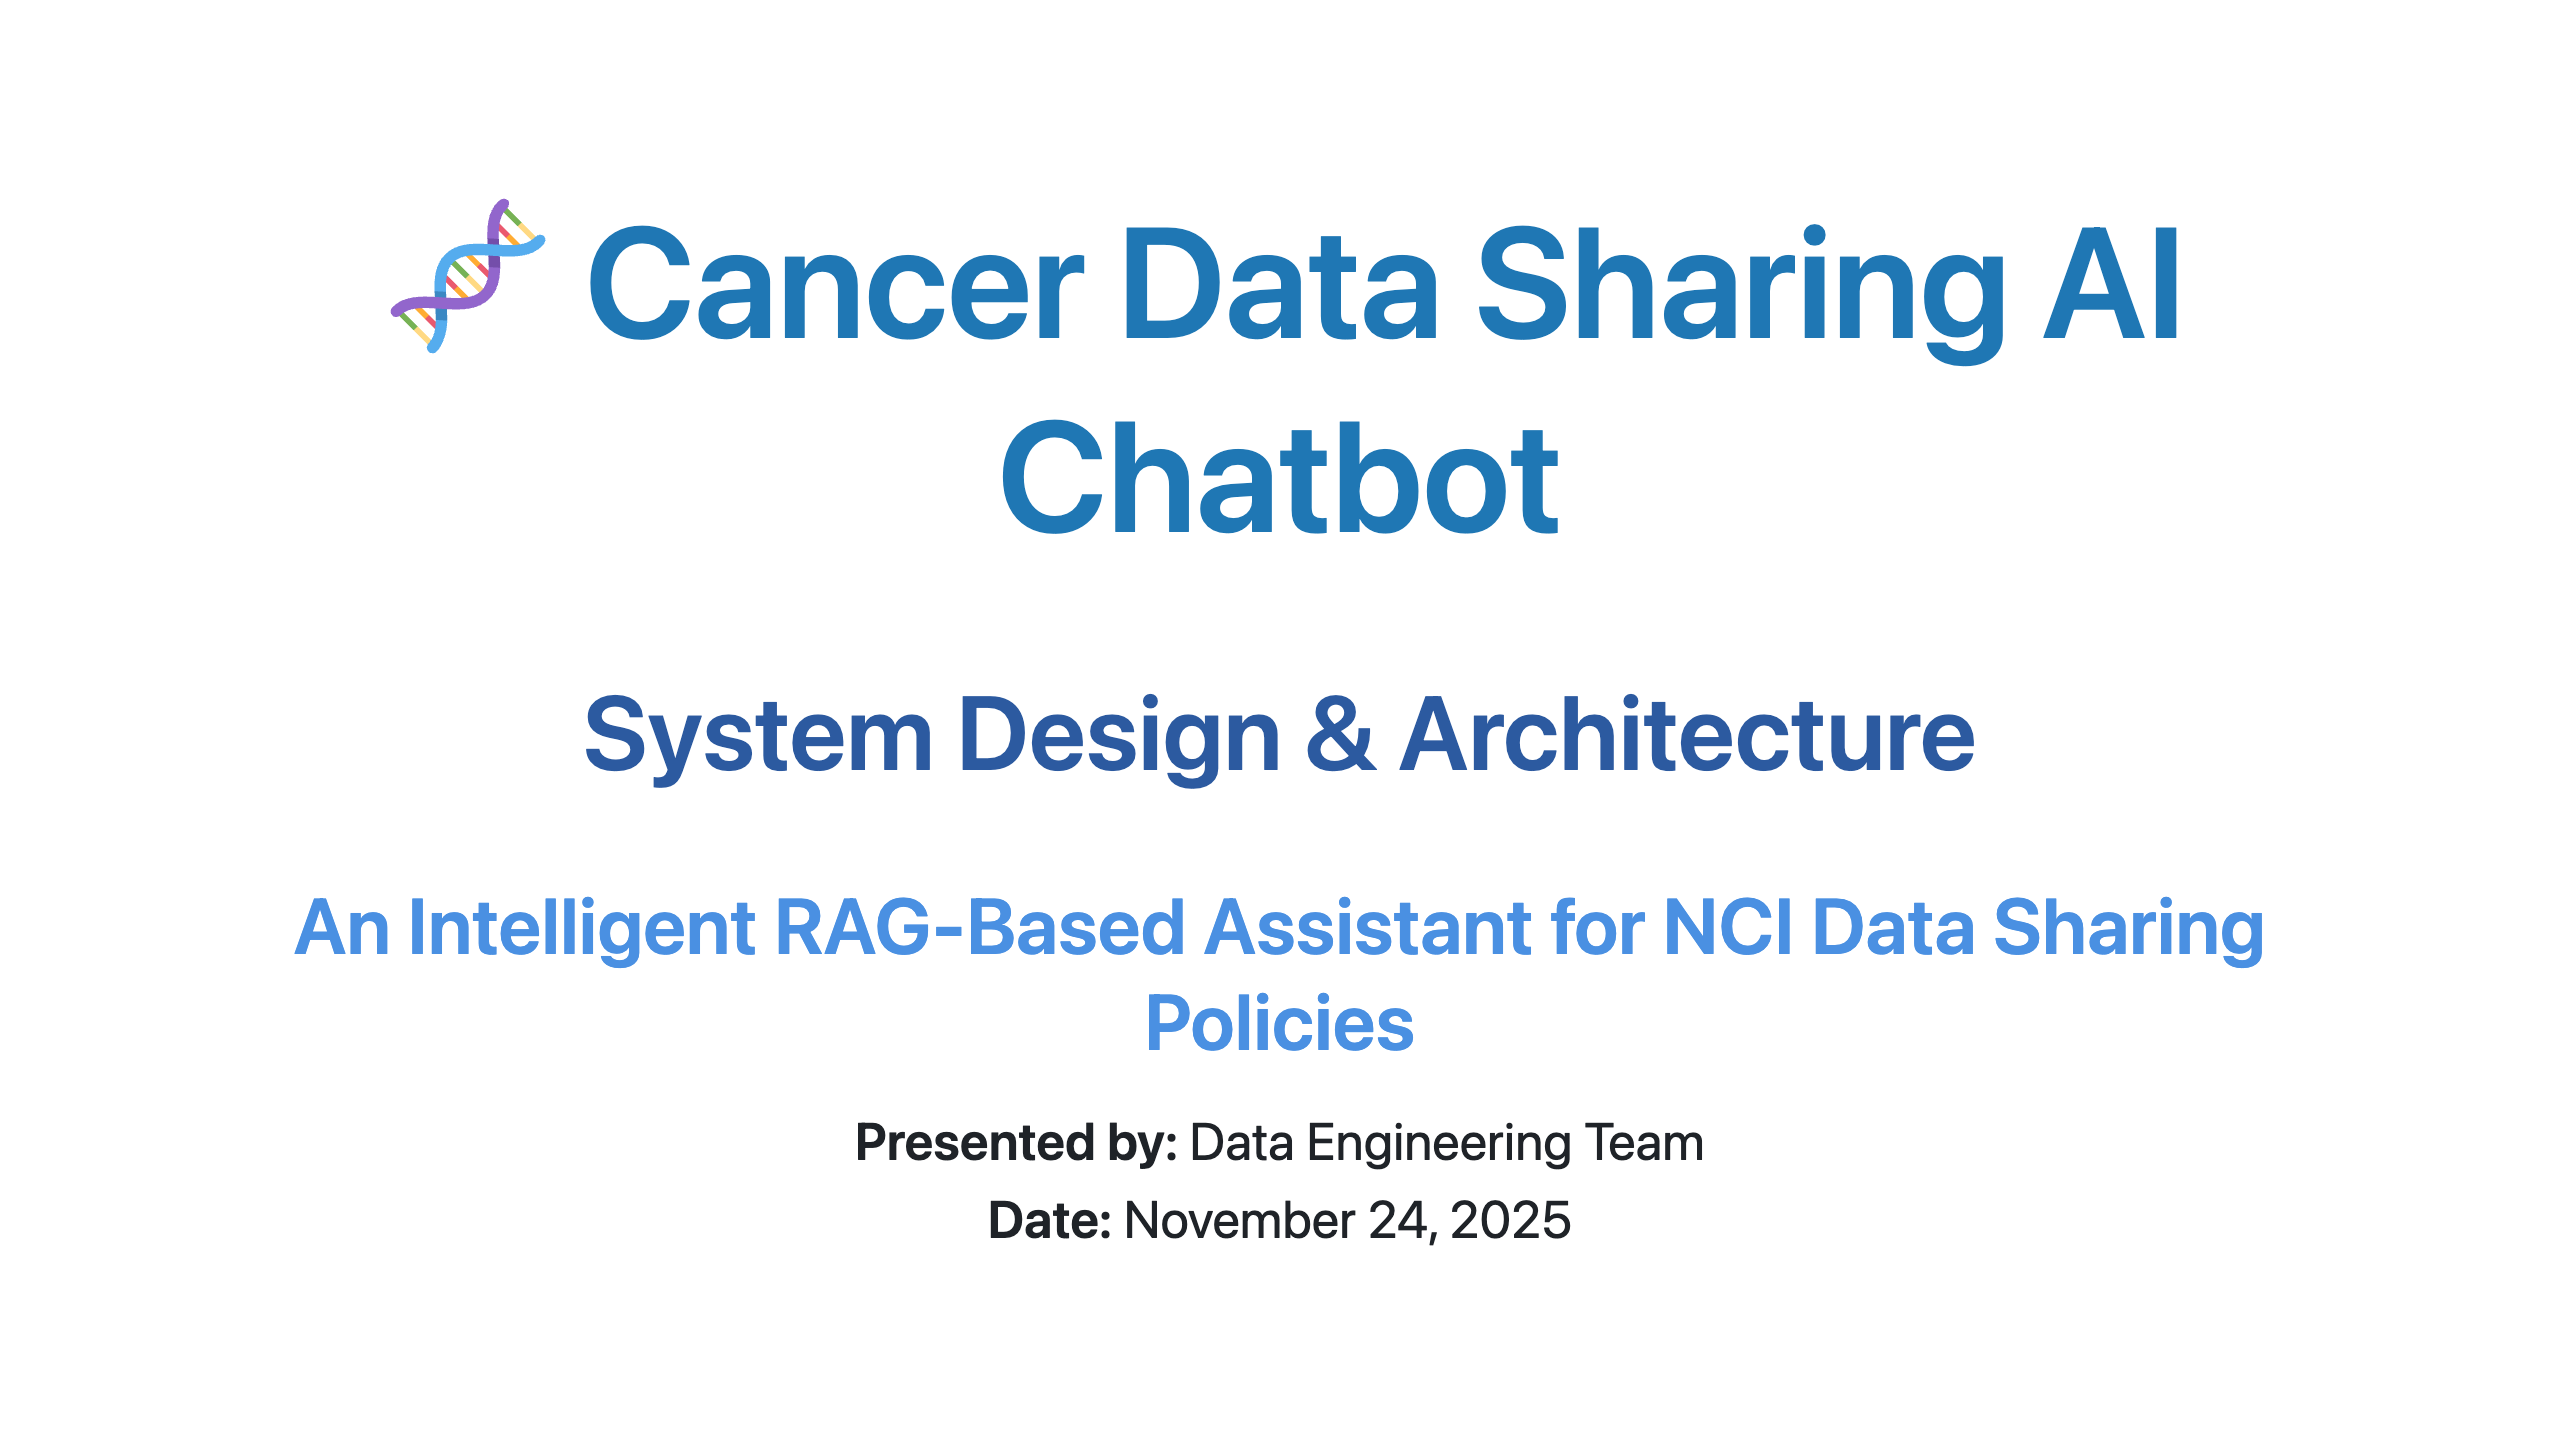 Cancer Data Sharing AI
Chatbot
System Design & Architecture
An Intelligent RAG-Based Assistant for NCI Data Sharing
Policies
Presented by: Data Engineering Team
Date: November 24, 2025